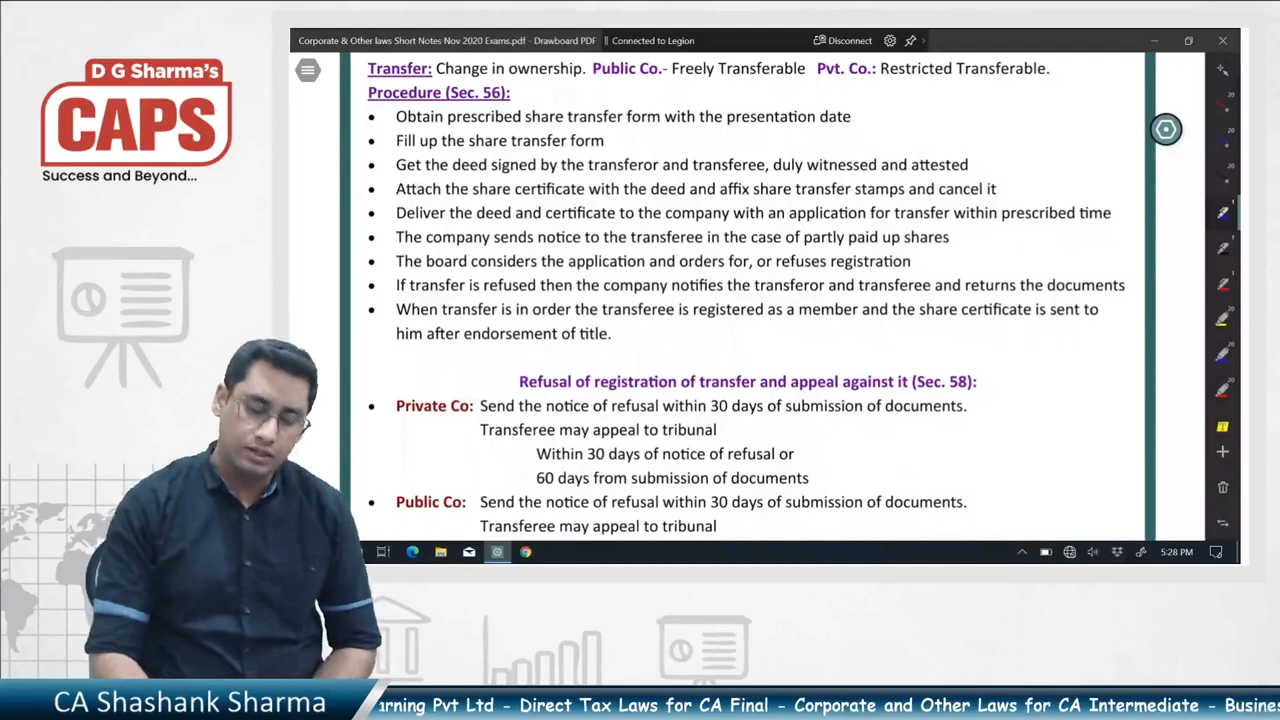 D G Sharma's
CAPS
Success and Beyond...
Corporate & Other laws Short Notes Nov 2020 Exams.pdf - Drawboard PDF
Connected to Legion
Disconnect
Transfer: Change in ownership. Public Co.- Freely Transferable Pvt. Co.: Restricted Transferable.
Procedure (Sec. 56):
• Obtain prescribed share transfer form with the presentation date
• Fill up the share transfer form
• Get the deed signed by the transferor and transferee, duly witnessed and attested
• Attach the share certificate with the deed and affix share transfer stamps and cancel it
• Deliver the deed and certificate to the company with an application for transfer within prescribed time
• The company sends notice to the transferee in the case of partly paid up shares
• The board considers the application and orders for, or refuses registration
• If transfer is refused then the company notifies the transferor and transferee and returns the documents
• When transfer is in order the transferee is registered as a member and the share certificate is sent to
him after endorsement of title.
Refusal of registration of transfer and appeal against it (Sec. 58):
• Private Co: Send the notice of refusal within 30 days of submission of documents.
Transferee may appeal to tribunal
Within 30 days of notice of refusal or
60 days from submission of documents
• Public Co: Send the notice of refusal within 30 days of submission of documents.
Transferee may appeal to tribunal
5:28 PM
CA Shashank Sharma
arning Pvt Ltd - Direct Tax Laws for CA Final - Corporate and Other Laws for CA Intermediate - Busine